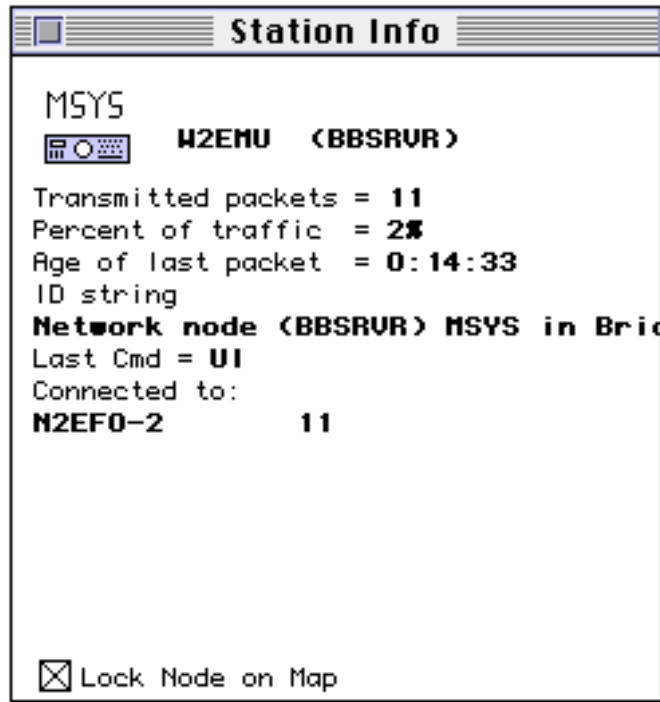 Station Info
MSYS
W2EMU (BBSRVR)
Transmitted packets = 11
Percent of traffic = 2%
Age of last packet = 0:14:33
ID string
Network node (BBSRVR) MSYS in Bric
Last Cmd = UI
Connected to:
N2EFO-2 11
Lock Node on Map